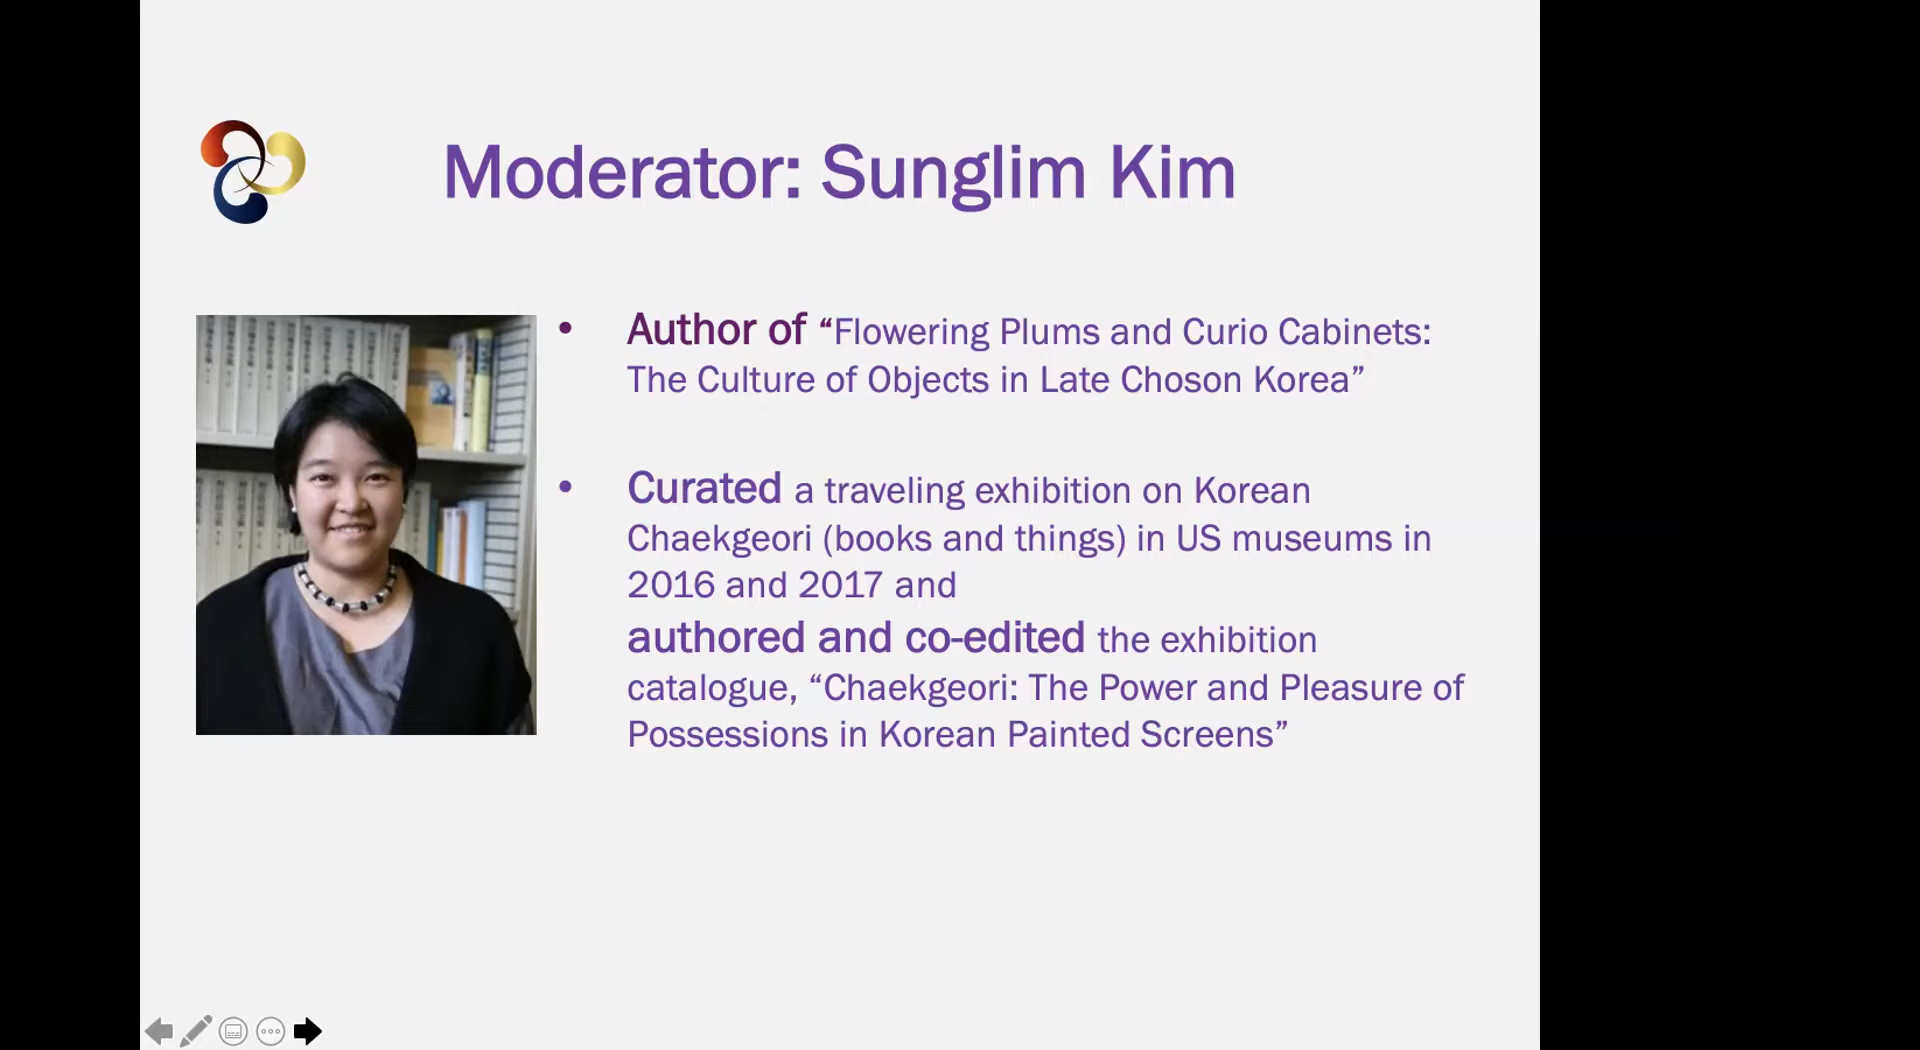 Moderator: Sunglim Kim
• Author of “Flowering Plums and Curio Cabinets:
The Culture of Objects in Late Choson Korea”
• Curated a traveling exhibition on Korean
Chaekgeori (books and things) in US museums in
2016 and 2017 and
authored and co-edited the exhibition
catalogue, “Chaekgeori: The Power and Pleasure of
Possessions in Korean Painted Screens”